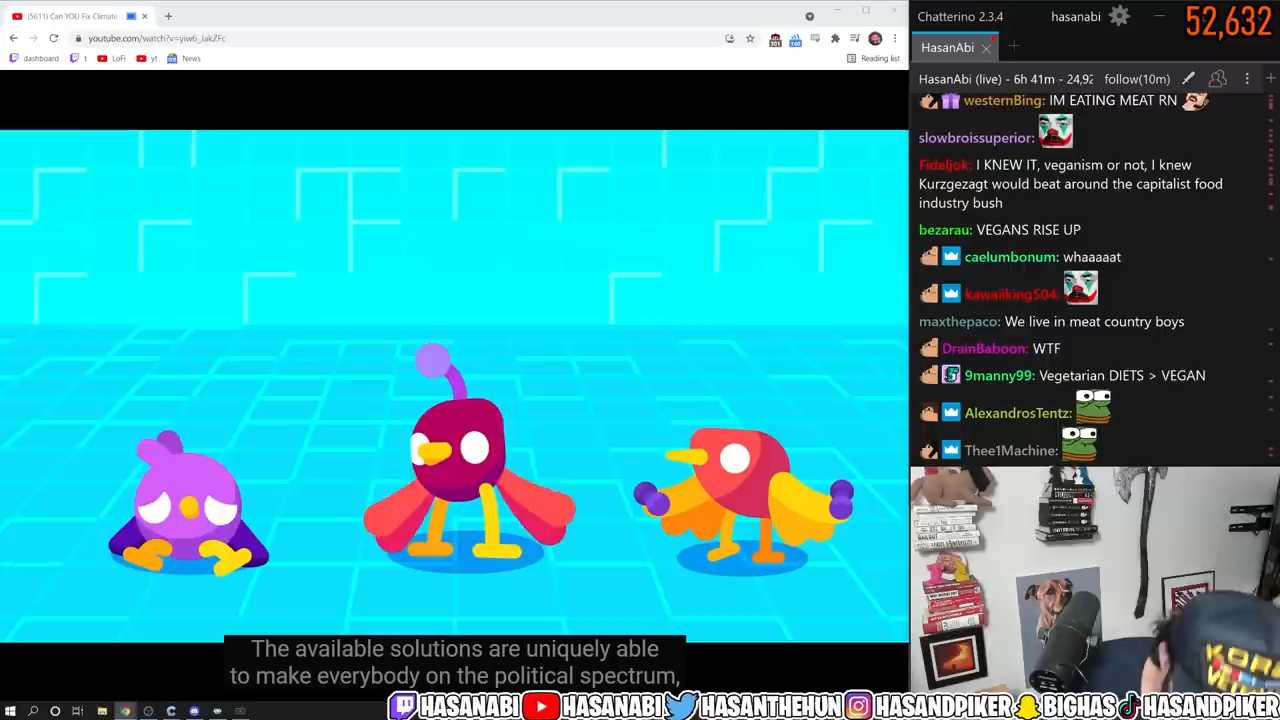 (5611) Can YOU Fix Climate
youtube.com/watch?v=yiw6_JakZFc
dashboard
t
LoFi
yt
News
Reading list
Chatterino 2.3.4
hasanabi
52,632
HasanAbi
HasanAbi (live) - 6h 41m - 24,92
follow(10m)
westernBing: IM EATING MEAT RN
slowbroissuperior:
Fideljok: I KNEW IT, veganism or not, I knew
Kurzgezagt would beat around the capitalist food
industry bush
bezarau: VEGANS RISE UP
caelumbonum: whaaaaat
kawaiiking504:
maxthepaco: We live in meat country boys
DrainBaboon: WTF
9manny99: Vegetarian DIETS > VEGAN
AlexandrosTentz:
Thee1Machine:
The available solutions are uniquely able
to make everybody on the political spectrum,
HASANABI
HASANABI
HASANTHEHUN
HASANDPIKER
BIGHAS
HASANDPIKER